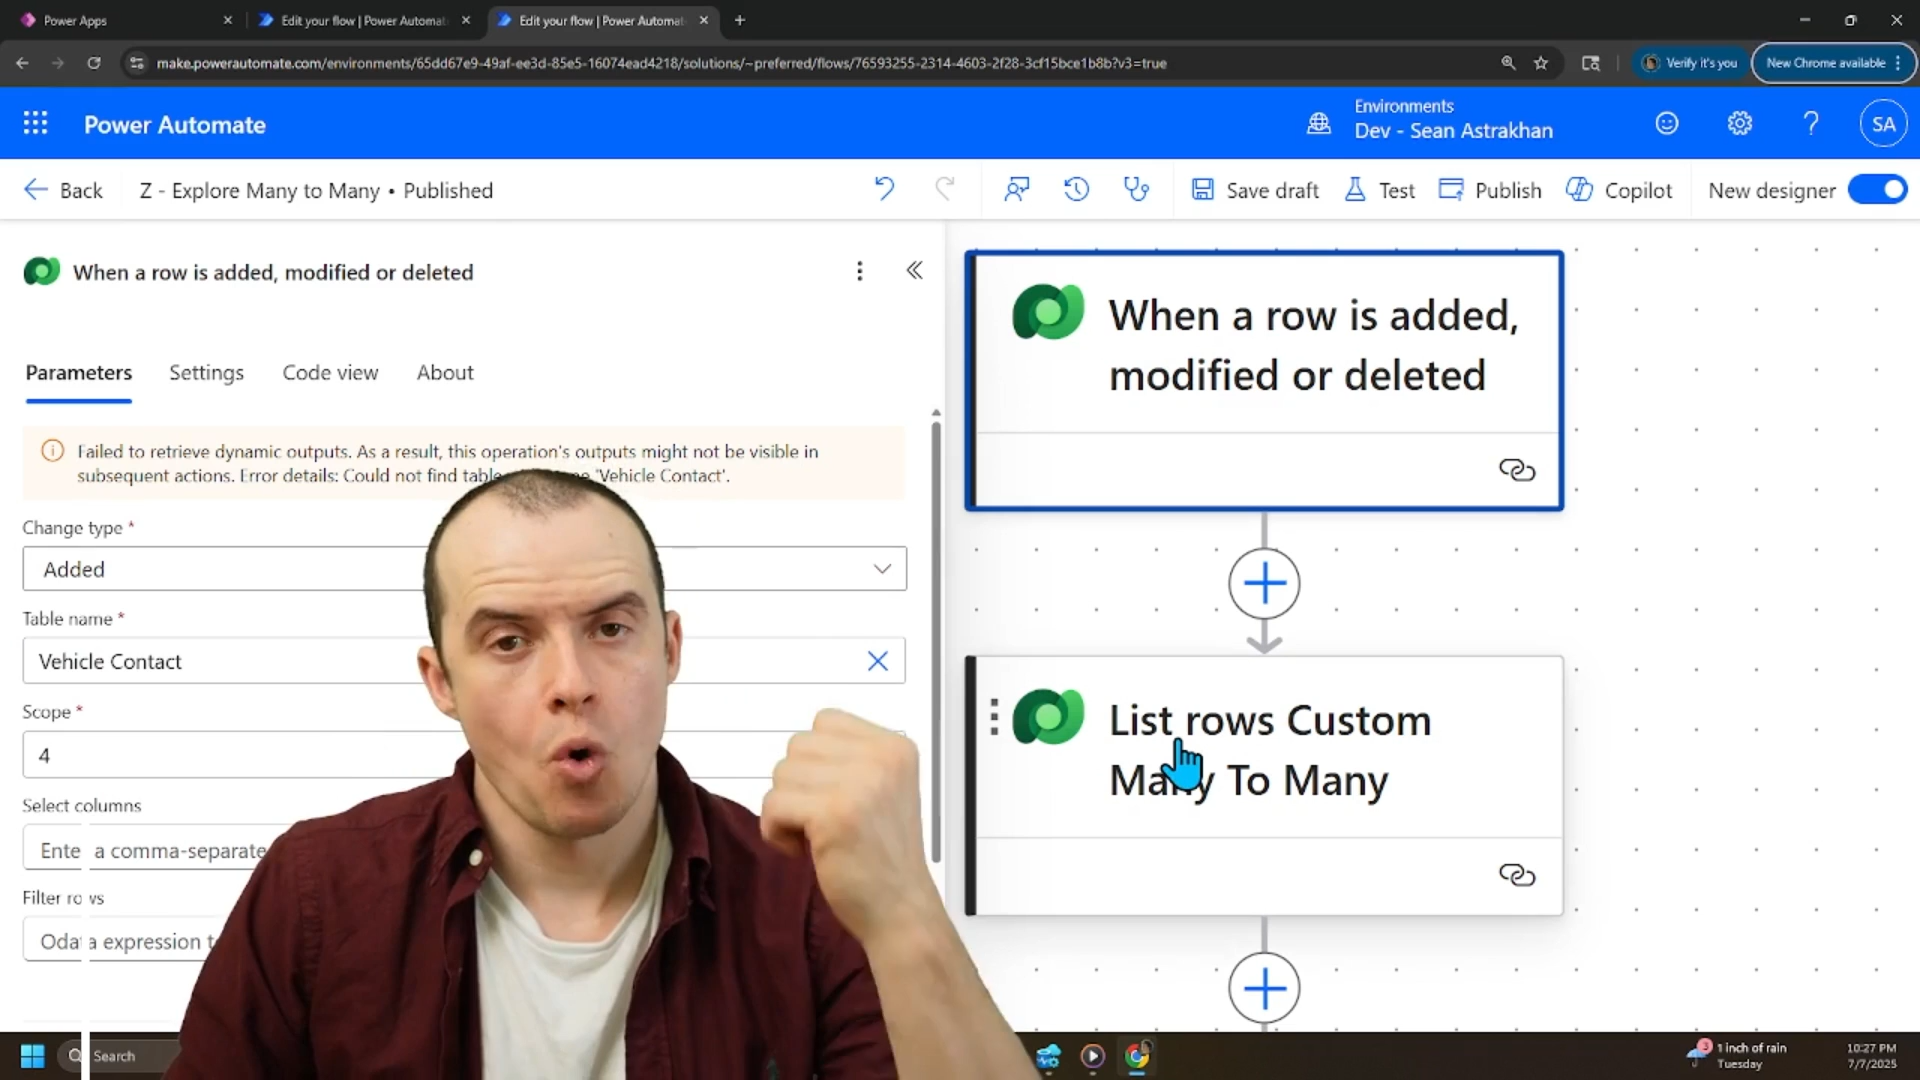 Power Apps
Edit your flow | Power Automat
Edit your flow | Power Automat
make.powerautomate.com/environments/65dd67e9-49af-ee3d-85e5-16074ead4218/solutions/~preferred/flows/76593255-2314-4603-2f28-3cf15bce1b8b?v3=true
Verify it's you
New Chrome available
Power Automate
Environments
Dev - Sean Astrakhan
SA
Back
Z - Explore Many to Many • Published
Save draft
Test
Publish
Copilot
New designer
When a row is added, modified or deleted
Parameters
Settings
Code view
About
Failed to retrieve dynamic outputs. As a result, this operation's outputs might not be visible in
subsequent actions. Error details: Could not find table 'Vehicle Contact'.
Change type *
Added
Table name *
Vehicle Contact
Scope *
4
Select columns
Enter a comma-separate
Filter rows
Odata expression t
When a row is added,
modified or deleted
List rows Custom
Many To Many
Search
3
1 inch of rain
Tuesday
10:27 PM
7/7/2025